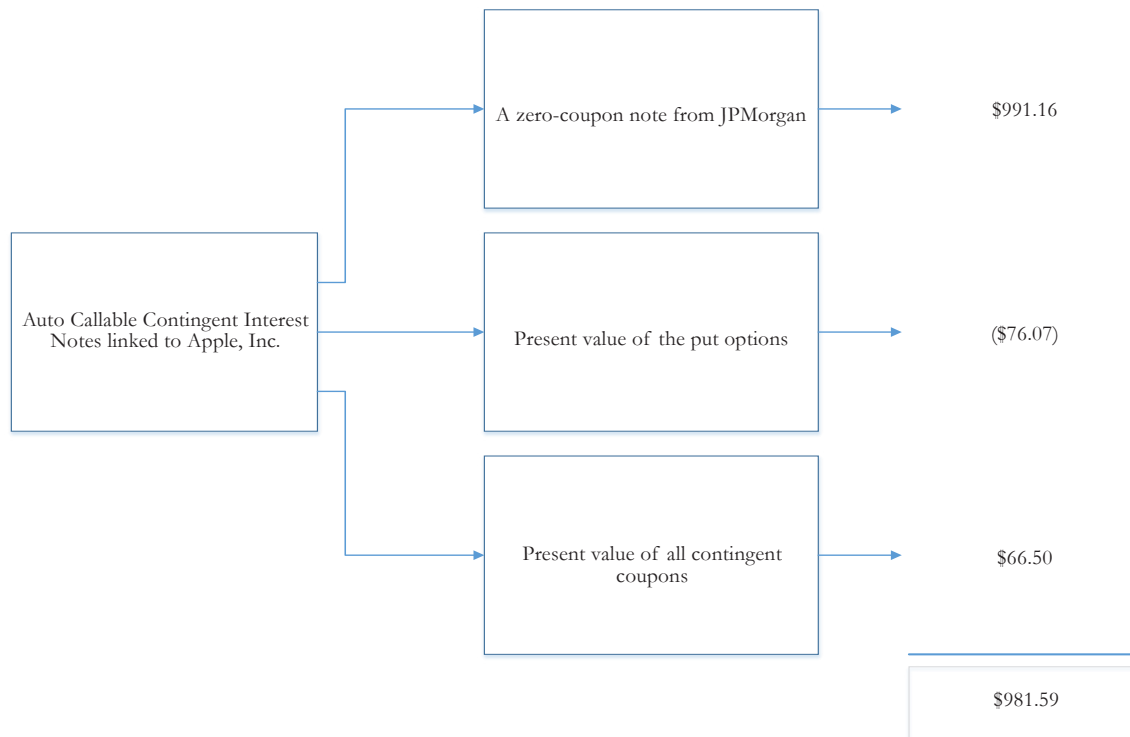 A zero-coupon note from JPMorgan
$991.16
Auto Callable Contingent Interest
Notes linked to Apple, Inc.
Present value of the put options
($76.07)
Present value of all contingent
coupons
$66.50
$981.59